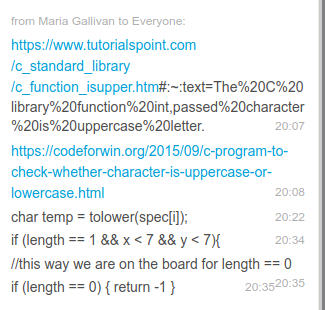 from Maria Gallivan to Everyone:
https://www.tutorialspoint.com
/c_standard_library
/c_function_isupper.htm#:~:text=The%20C%20
library%20function%20int,passed%20character
%20is%20uppercase%20letter. 20:07
https://codeforwin.org/2015/09/c-program-to-
check-whether-character-is-uppercase-or-
lowercase.html 20:08
char temp = tolower(spec[i]); 20:22
if (length == 1 && x < 7 && y < 7){ 20:34
//this way we are on the board for length == 0 20:35
if (length == 0) { return -1 } 20:35